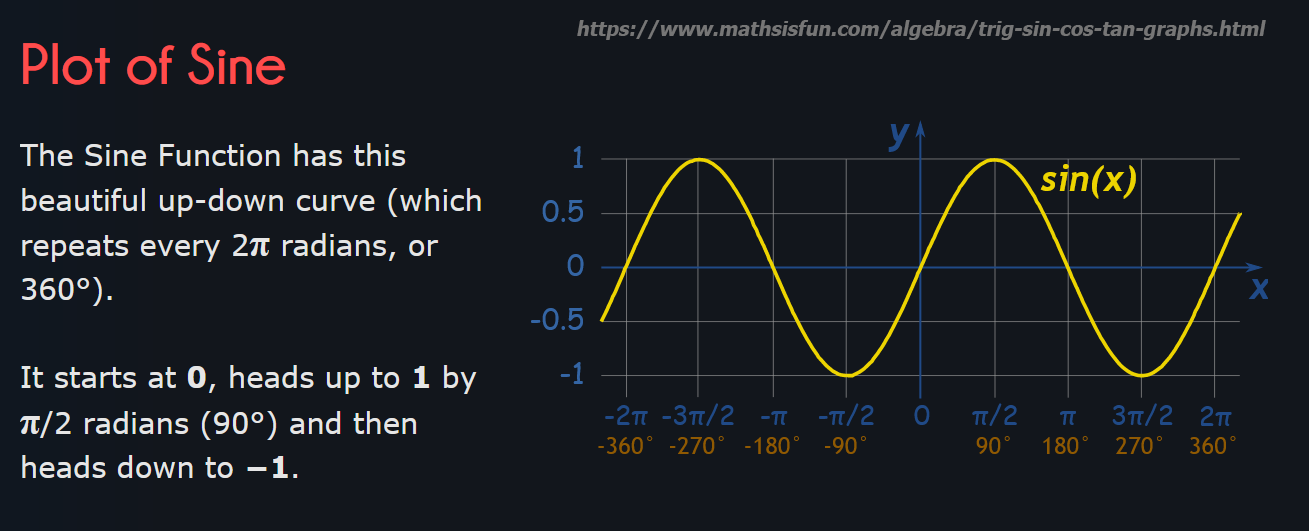 https://www.mathsisfun.com/algebra/trig-sin-cos-tan-graphs.html
Plot of Sine
The Sine Function has this
beautiful up-down curve (which
repeats every 2π radians, or
360°).
It starts at 0, heads up to 1 by
π/2 radians (90°) and then
heads down to −1.
y
1
sin(x)
0.5
0
x
-0.5
-1
-2π -3π/2 -π -π/2 0 π/2 π 3π/2 2π
-360° -270° -180° -90° 90° 180° 270° 360°